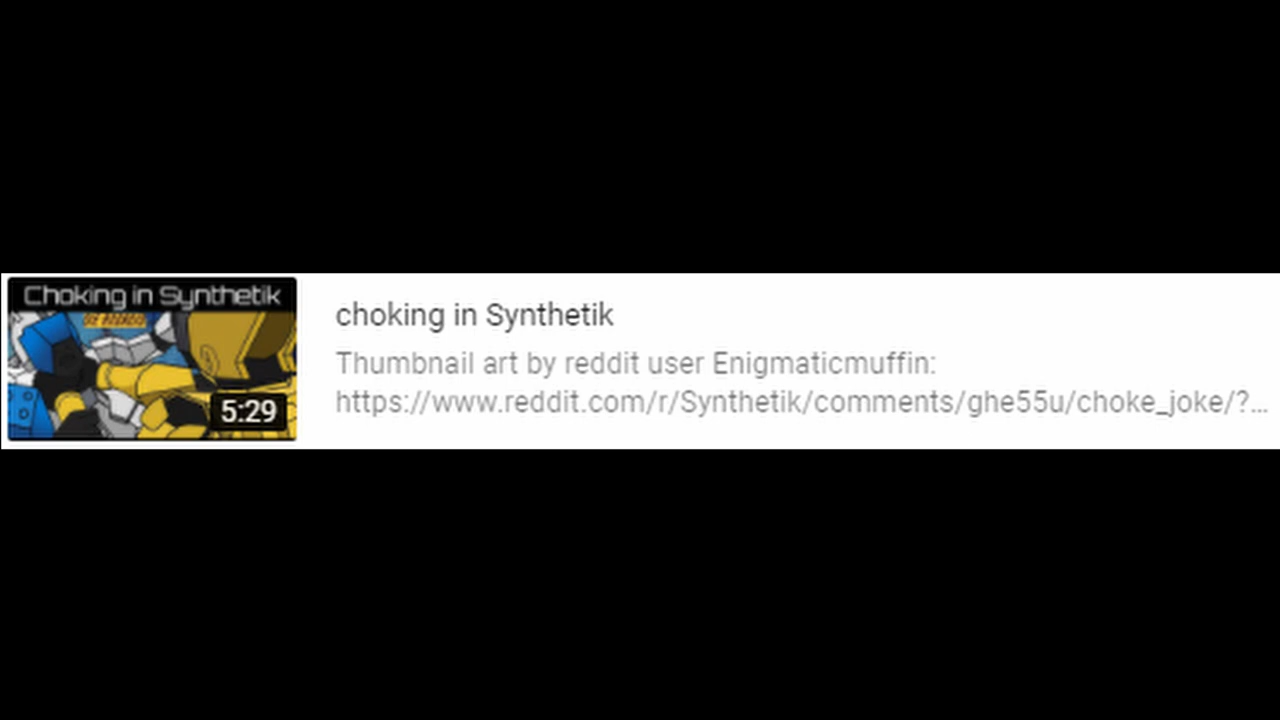 Choking in Synthetik
5:29
choking in Synthetik
Thumbnail art by reddit user Enigmaticmuffin:
https://www.reddit.com/r/Synthetik/comments/ghe55u/choke_joke/?...